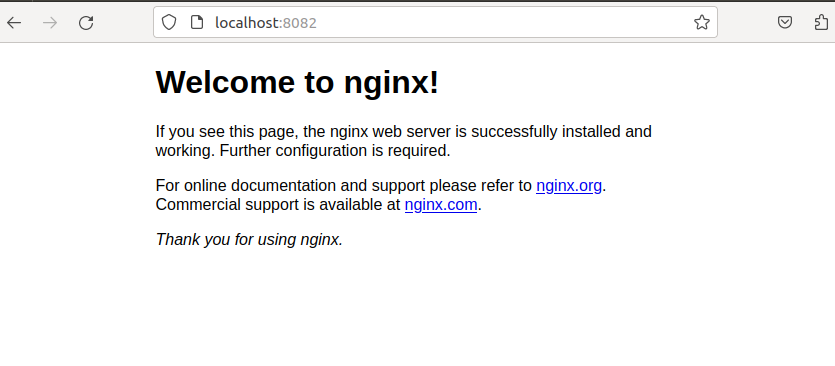 localhost:8082
Welcome to nginx!
If you see this page, the nginx web server is successfully installed and
working. Further configuration is required.
For online documentation and support please refer to nginx.org.
Commercial support is available at nginx.com.
Thank you for using nginx.